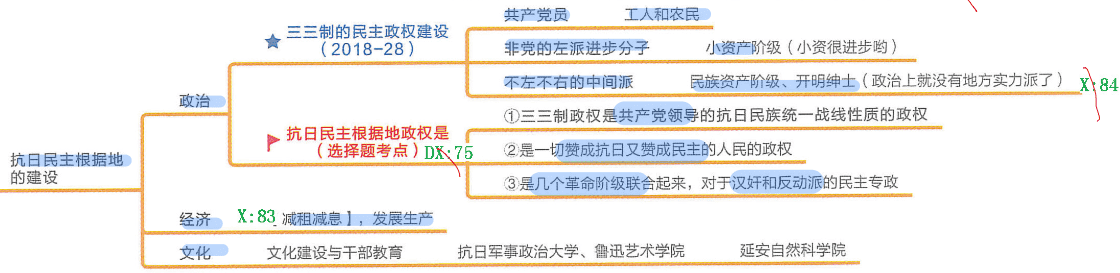 共产党员 工人和农民
三三制的民主政权建设
(2018-28)
非党的左派进步分子 小资产阶级(小资很进步哟)
不左不右的中间派 民族资产阶级、开明绅士(政治上就没有地方实力派了) X:84
政治
①三三制政权是共产党领导的抗日民族统一战线性质的政权
抗日民主根据地政权是
(选择题考点) DX:75
②是一切赞成抗日又赞成民主的人民的政权
③是几个革命阶级联合起来,对于汉奸和反动派的民主专政
抗日民主根据地
的建设
经济 X:83 减租减息】,发展生产
文化 文化建设与干部教育 抗日军事政治大学、鲁迅艺术学院 延安自然科学院